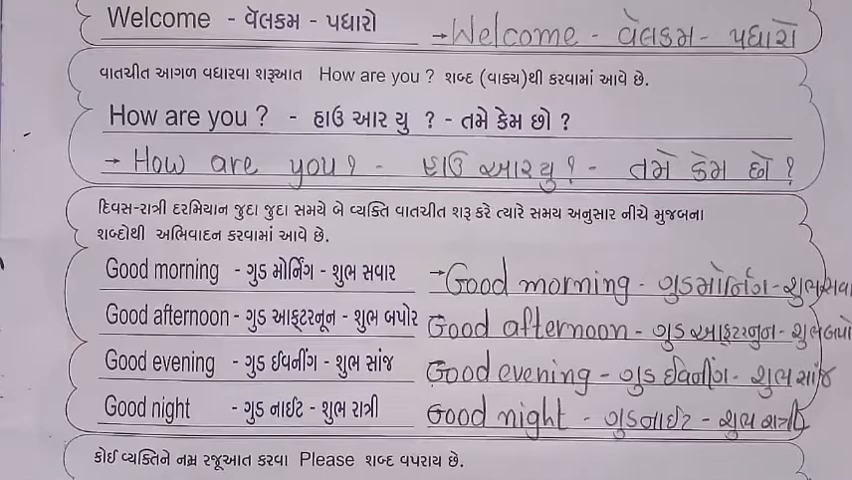 Welcome - વૅલકમ - પધારો →Welcome - વેલકમ - પધારો
વાતચીત આગળ વધારવા શરૂઆત How are you ? શબ્દ (વાક્ય)થી કરવામાં આવે છે.
How are you ? - હાઉ આર યુ ? - તમે કેમ છો ?
→ How are you? - હાઉ આર યુ? - તમે કેમ છો?
દિવસ-રાત્રી દરમિયાન જુદા જુદા સમયે બે વ્યક્તિ વાતચીત શરૂ કરે ત્યારે સમય અનુસાર નીચે મુજબના
શબ્દોથી અભિવાદન કરવામાં આવે છે.
Good morning - ગુડ મોર્નિંગ - શુભ સવાર →Good morning - ગુડમોર્નિંગ - શુભસવા
Good afternoon - ગુડ આફ્ટરનૂન - શુભ બપોર Good afternoon - ગુડઆફ્ટરનુન - શુભબપો
Good evening - ગુડ ઈવનીંગ - શુભ સાંજ Good evening - ગુડ ઈવનીંગ - શુભ સાંજ
Good night - ગુડ નાઈટ - શુભ રાત્રી Good night - ગુડનાઈટ - શુભ રાત્રી
કોઈ વ્યક્તિને નમ્ર રજૂઆત કરવા Please શબ્દ વપરાય છે.